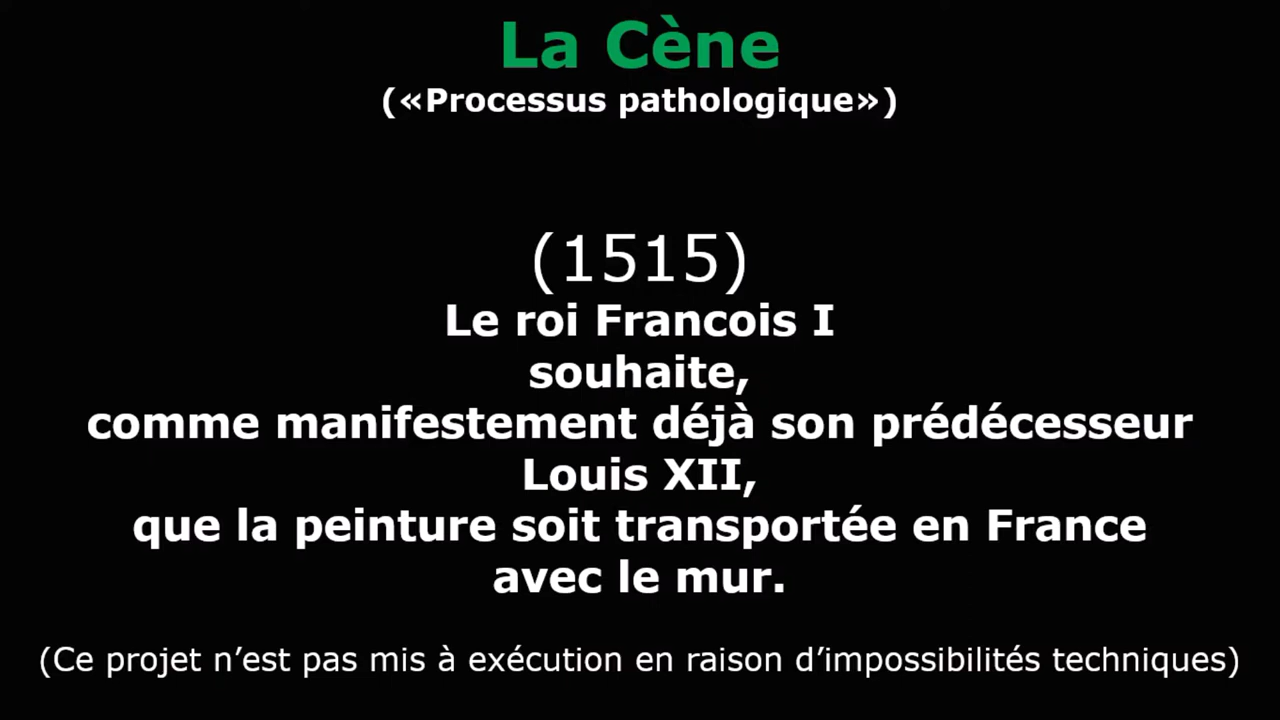 La Cène
(«Processus pathologique»)
(1515)
Le roi Francois I
souhaite,
comme manifestement déjà son prédécesseur
Louis XII,
que la peinture soit transportée en France
avec le mur.
(Ce projet n’est pas mis à exécution en raison d’impossibilités techniques)